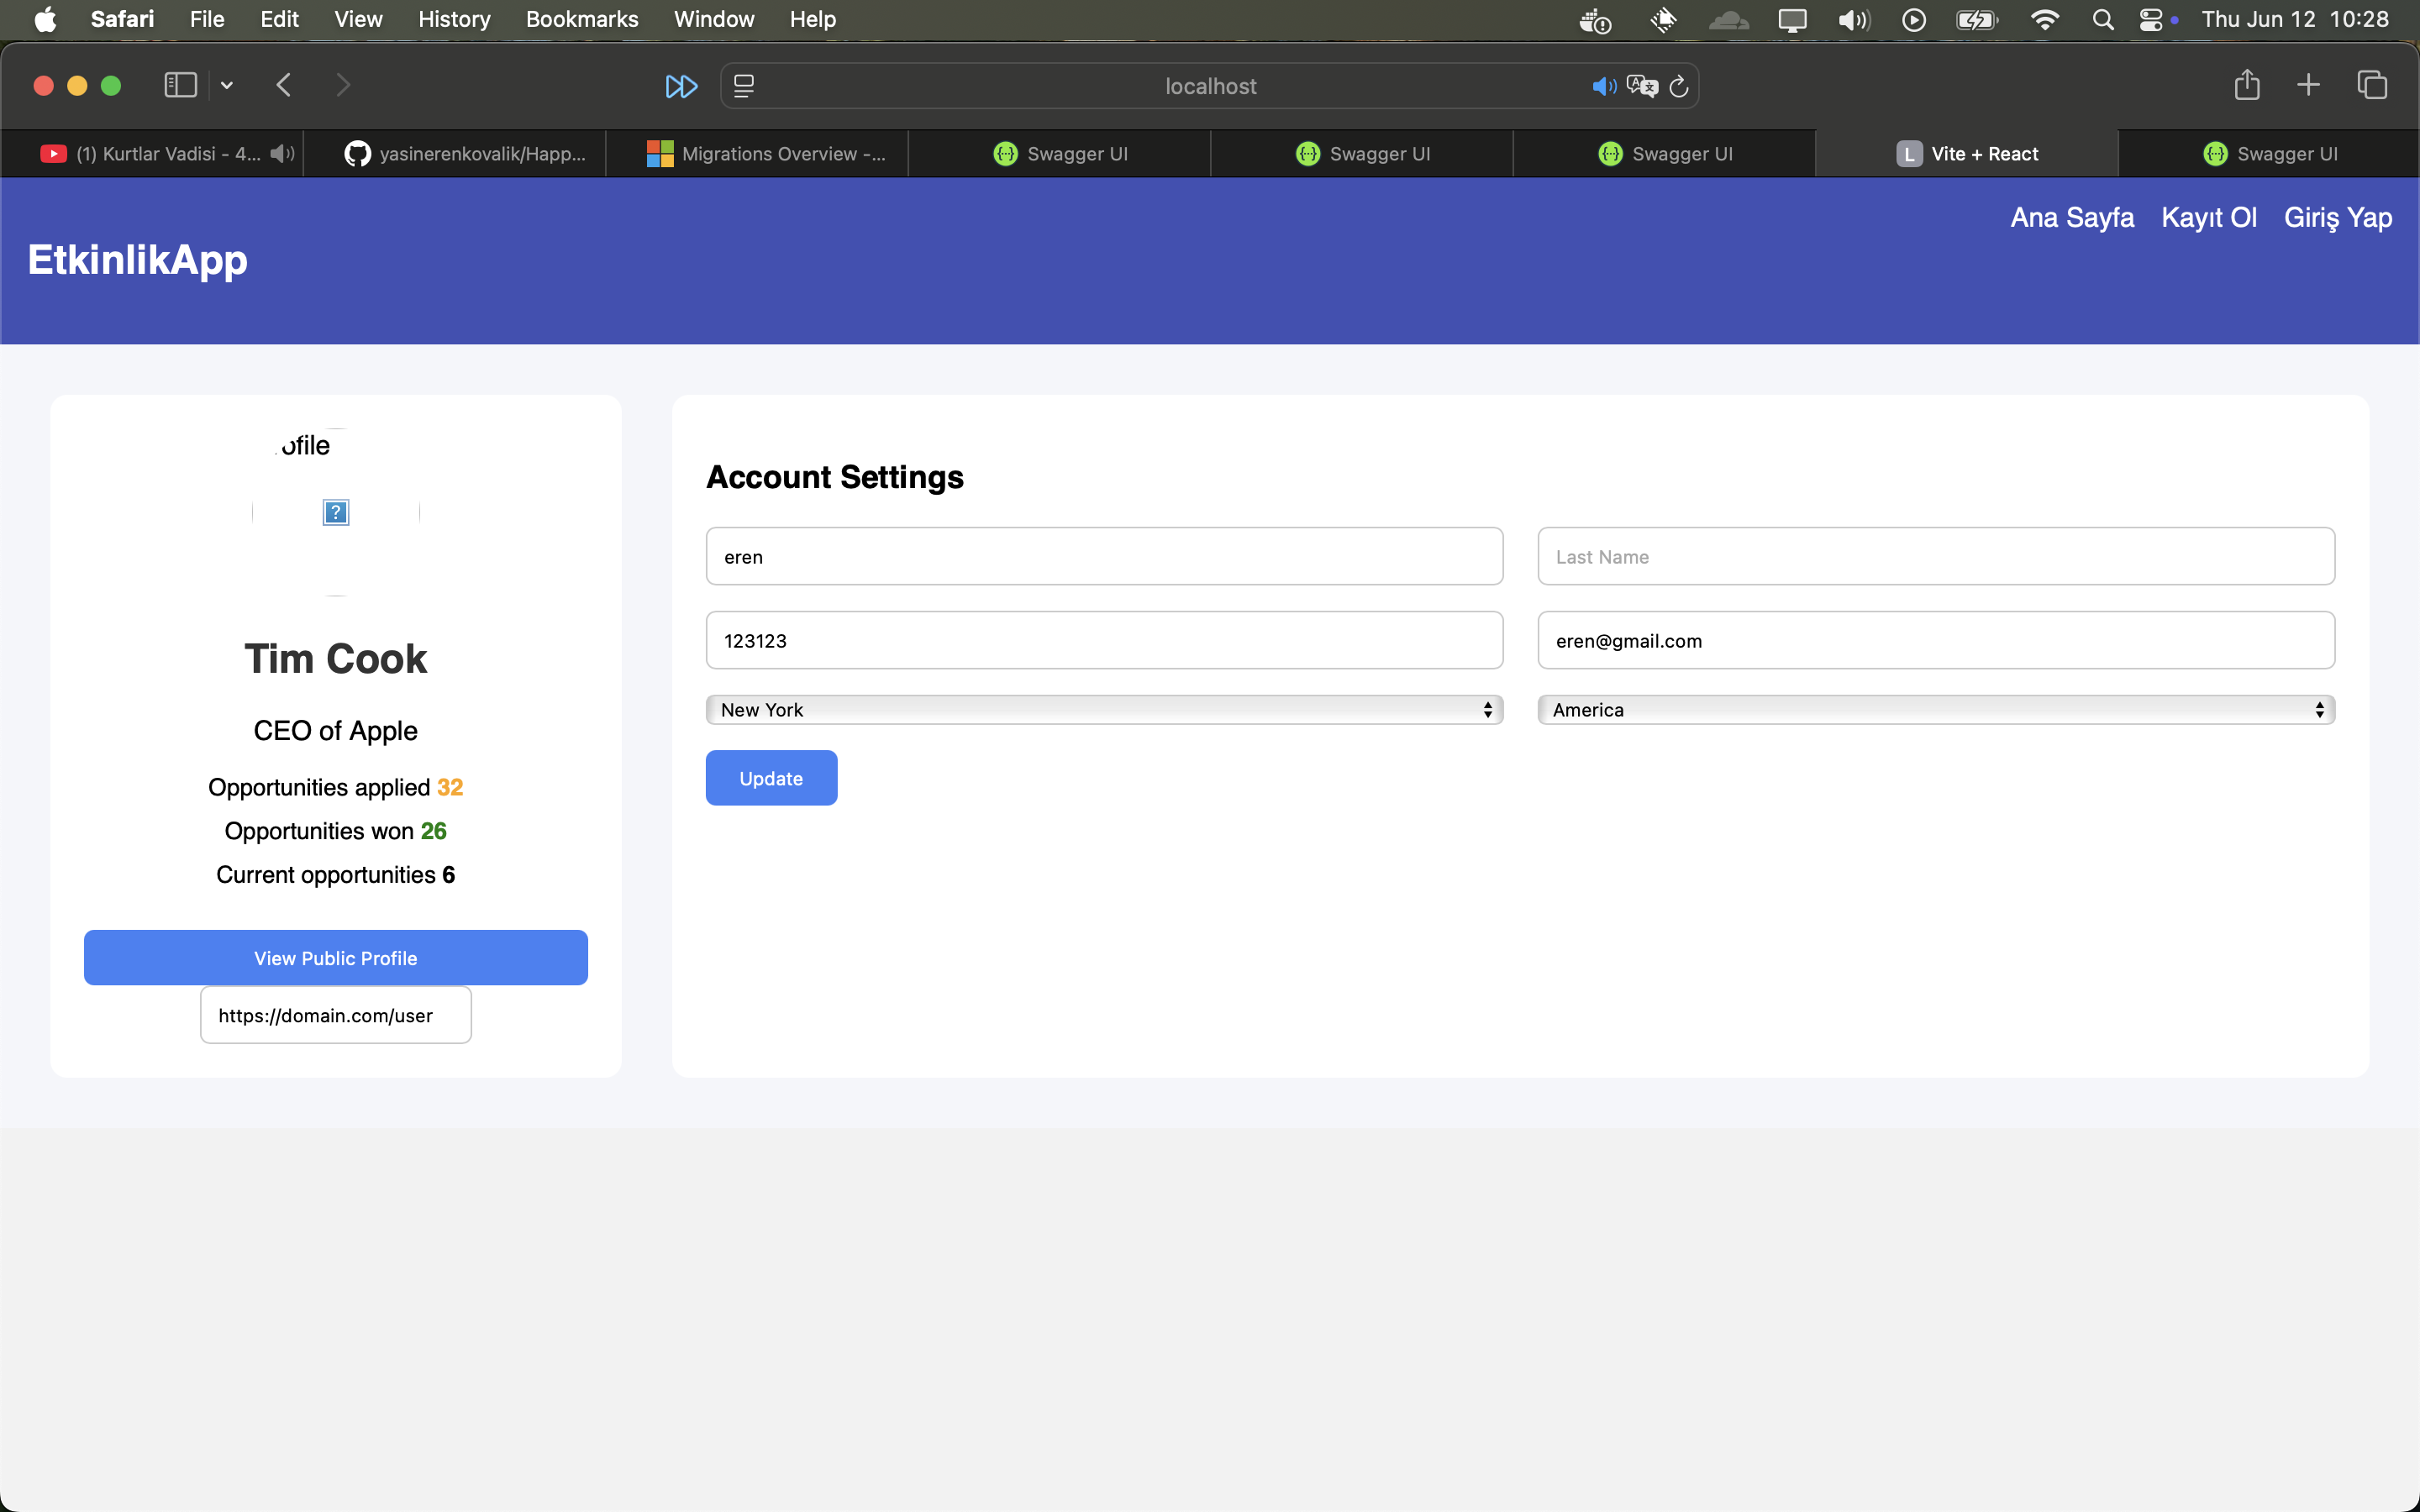 Safari File Edit View History Bookmarks Window Help Thu Jun 12 10:28
localhost
(1) Kurtlar Vadisi - 4... yasinerenkovalik/Happ... Migrations Overview -... Swagger UI Swagger UI Swagger UI L Vite + React Swagger UI
Ana Sayfa Kayıt Ol Giriş Yap
EtkinlikApp
ofile
?
Tim Cook
CEO of Apple
Opportunities applied 32
Opportunities won 26
Current opportunities 6
View Public Profile
https://domain.com/user
Account Settings
eren Last Name
123123 eren@gmail.com
New York America
Update